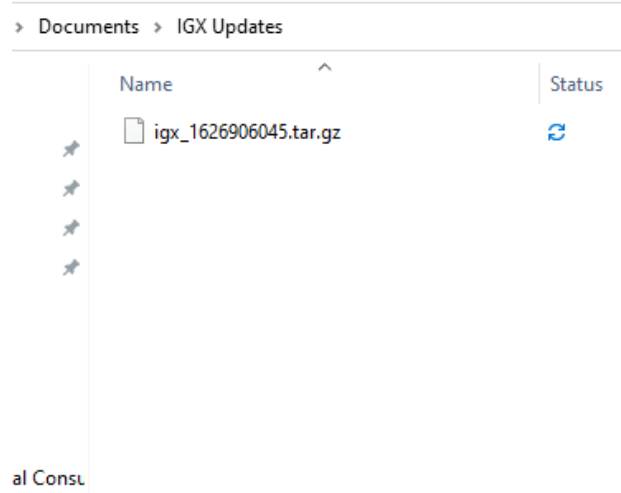 > Documents > IGX Updates
Name Status
igx_1626906045.tar.gz
al Consu